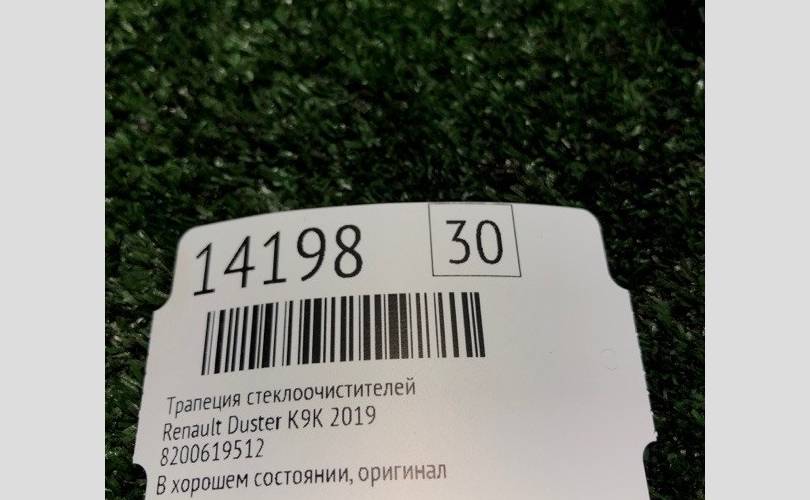 14198 30
Трапеция стеклоочистителей
Renault Duster K9K 2019
8200619512
В хорошем состоянии, оригинал